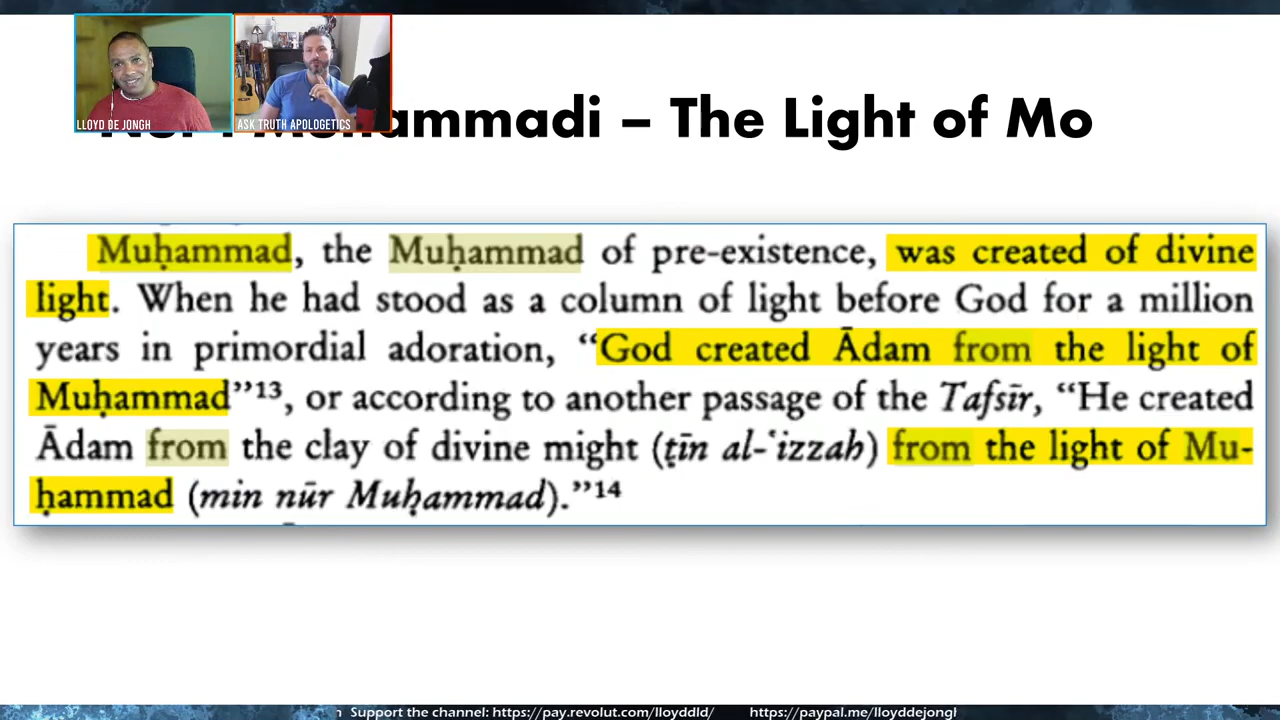 LLOYD DE JONGH
ASK TRUTH APOLOGETICS
ammadi – The Light of Mo
Muḥammad, the Muḥammad of pre-existence, was created of divine
light. When he had stood as a column of light before God for a million
years in primordial adoration, “God created Ādam from the light of
Muḥammad”¹³, or according to another passage of the Tafsīr, “He created
Ādam from the clay of divine might (ṭīn al-ʿizzah) from the light of Mu-
ḥammad (min nūr Muḥammad).”¹⁴
Support the channel: https://pay.revolut.com/lloyddld/
https://paypal.me/lloyddejongh